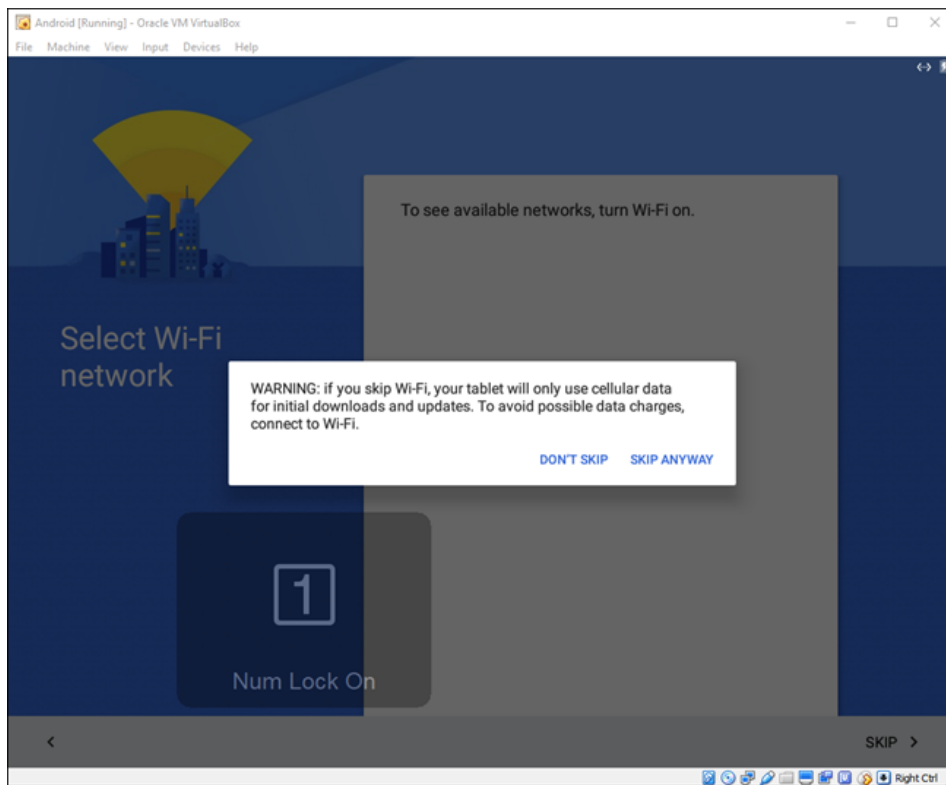 Android [Running] - Oracle VM VirtualBox
File Machine View Input Devices Help
To see available networks, turn Wi-Fi on.
Select Wi-Fi
network
WARNING: if you skip Wi-Fi, your tablet will only use cellular data
for initial downloads and updates. To avoid possible data charges,
connect to Wi-Fi.
DON'T SKIP SKIP ANYWAY
1
Num Lock On
SKIP
Right Ctrl